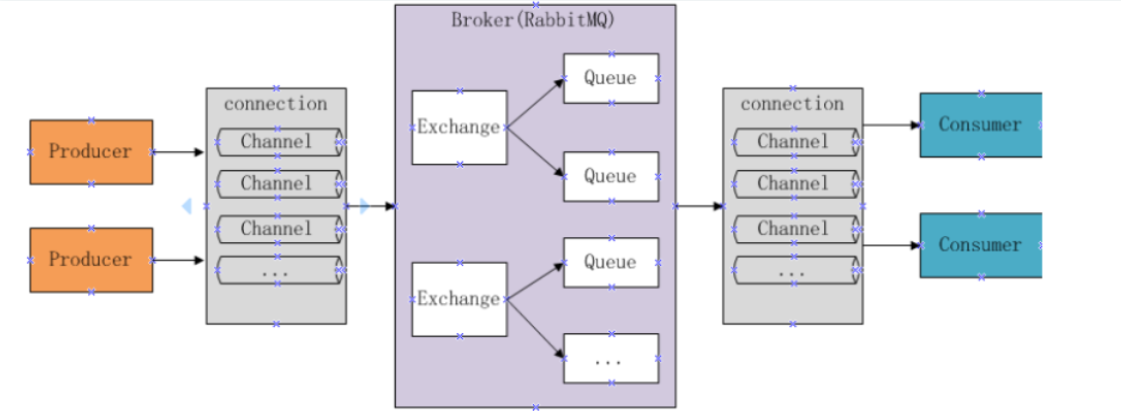 Broker(RabbitMQ)
Producer
Producer
connection
Channel
Channel
Channel
...
Exchange
Queue
Queue
Exchange
Queue
...
connection
Channel
Channel
Channel
...
Consumer
Consumer